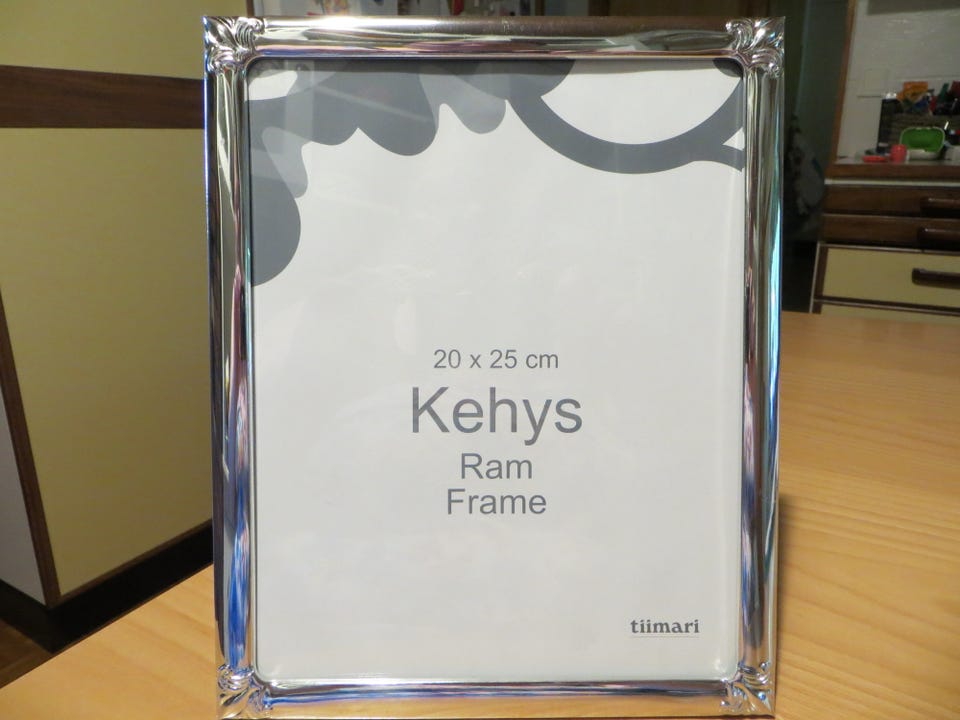 20 x 25 cm
Kehys
Ram
Frame
tiimari